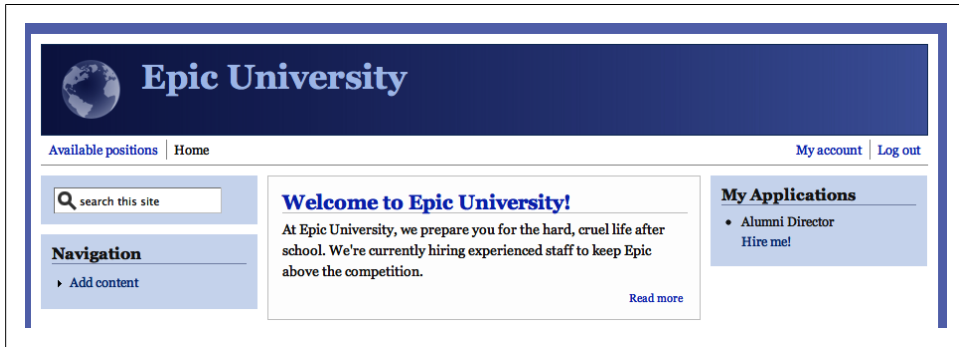 Epic University
Available positions
Home
My account
Log out
search this site
Navigation
Add content
Welcome to Epic University!
At Epic University, we prepare you for the hard, cruel life after
school. We're currently hiring experienced staff to keep Epic
above the competition.
Read more
My Applications
Alumni Director
Hire me!